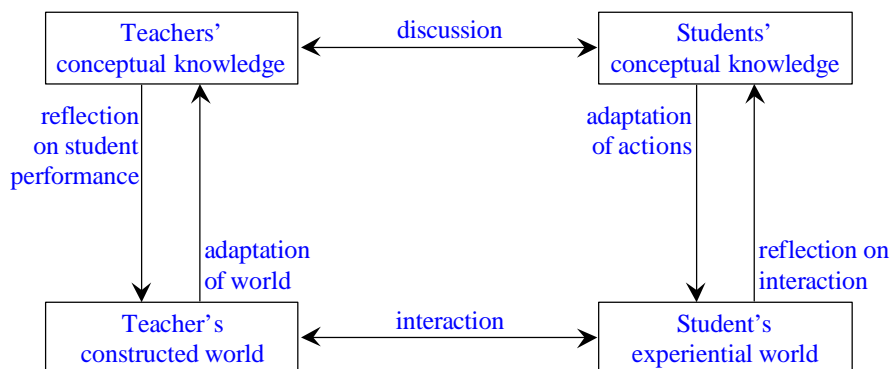 Teachers’
conceptual knowledge
discussion
Students’
conceptual knowledge
reflection
on student
performance
adaptation
of actions
adaptation
of world
reflection on
interaction
Teacher’s
constructed world
interaction
Student’s
experiential world